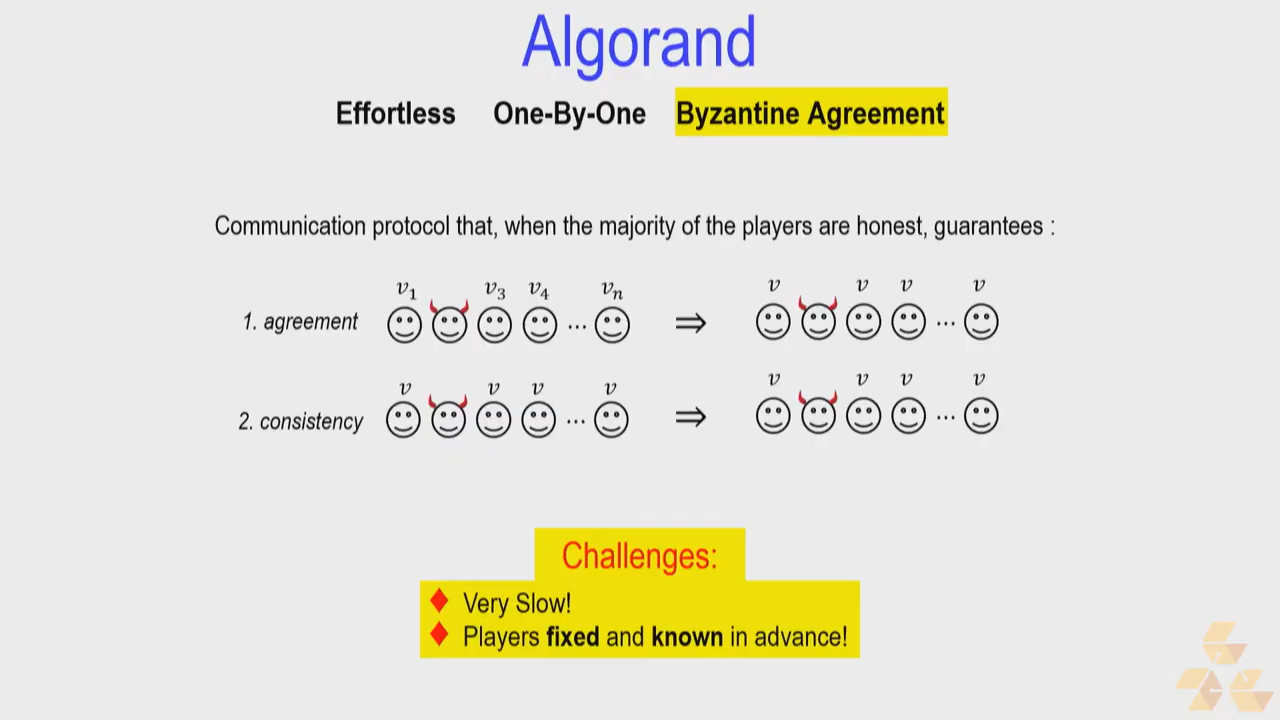 Algorand
Effortless One-By-One Byzantine Agreement
Communication protocol that, when the majority of the players are honest, guarantees :
v₁ v₃ v₄ vₙ v v v v
1. agreement ... ⇒ ...
v v v v v v v v
2. consistency ... ⇒ ...
Challenges:
♦ Very Slow!
♦ Players fixed and known in advance!